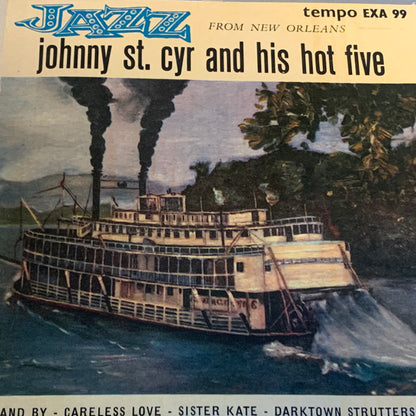 JAZZ
FROM NEW ORLEANS
tempo EXA 99
johnny st. cyr and his hot five
AND BY - CARELESS LOVE - SISTER KATE - DARKTOWN STRUTTERS